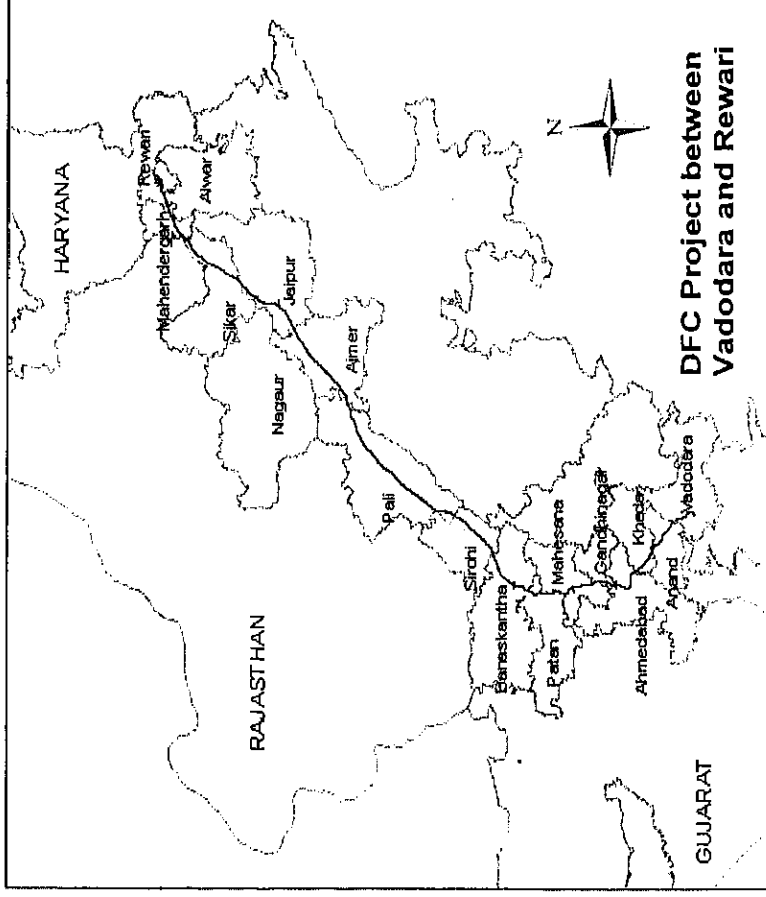 HARYANA
Rewari
Mahendergarh
Alwar
Sikar
Jaipur
Nagaur
Ajmer
RAJASTHAN
Pali
Sirohi
Banaskantha
Patan
Mahesana
Gandhinagar
Ahmedabad
Kheda
Anand
Vadodara
GUJARAT
N
DFC Project between
Vadodara and Rewari